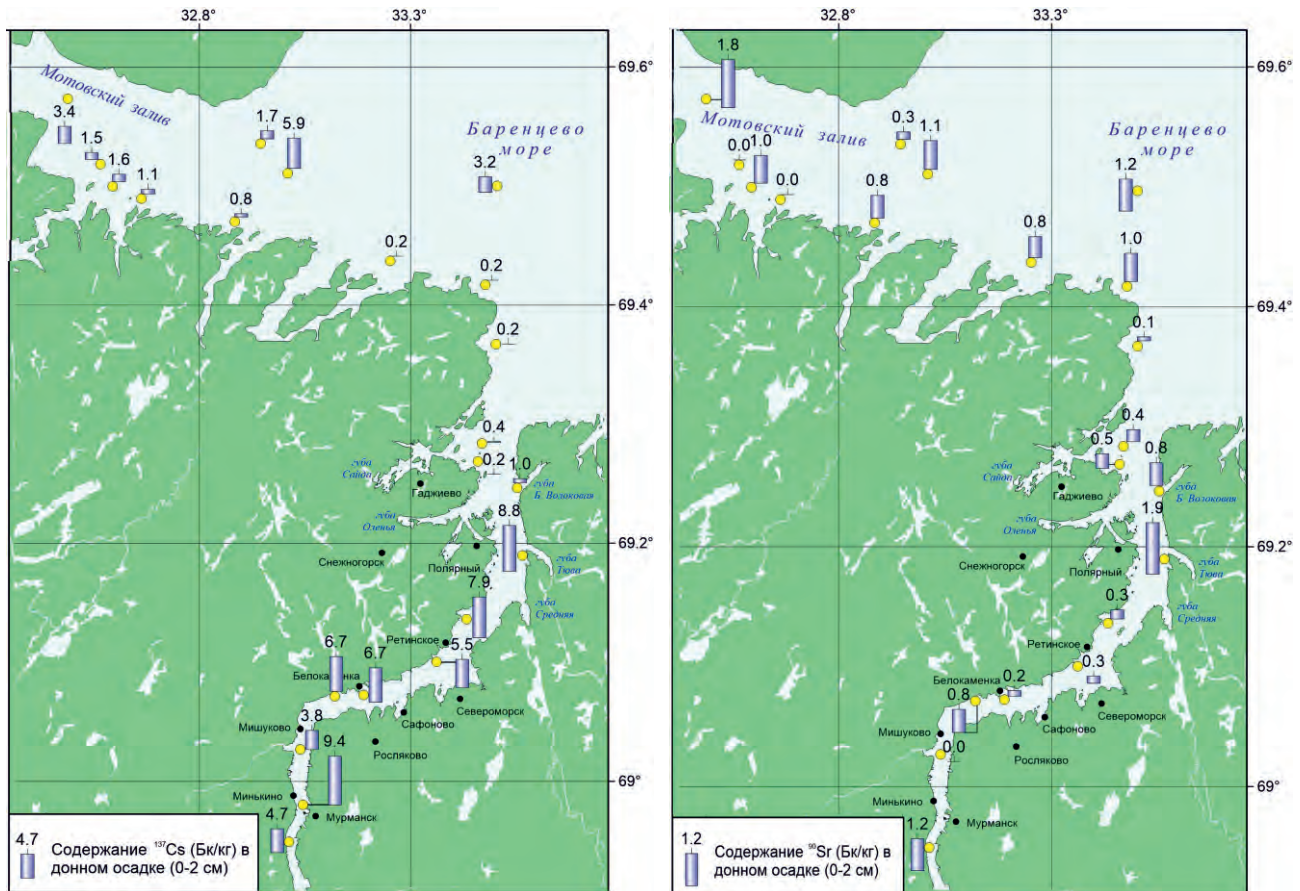 32.8°
33.3°
Мотовский залив
3.4
1.5
1.6
1.1
1.7
5.9
0.8
Баренцево
море
3.2
0.2
0.2
0.2
0.4
0.2
1.0
губа
Сайда
Гаджиево
губа
Б. Волоковая
губа
Оленья
8.8
Снежногорск
Полярный
губа
Тюва
7.9
губа
Средняя
Ретинское
6.7
6.7
5.5
Белокаменка
Североморск
Сафоново
Мишуково
3.8
Росляково
9.4
Минькино
Мурманск
4.7
69.6°
69.4°
69.2°
69°
4.7 Содержание ¹³⁷Cs (Бк/кг) в
донном осадке (0-2 см)
32.8°
33.3°
1.8
Мотовский залив
0.0
1.0
0.0
0.3
1.1
0.8
Баренцево
море
1.2
0.8
1.0
0.1
0.4
0.5
0.8
губа
Сайда
Гаджиево
губа
Б. Волоковая
губа
Оленья
1.9
Снежногорск
Полярный
губа
Тюва
0.3
губа
Средняя
Ретинское
0.3
Белокаменка
0.2
0.8
Североморск
Сафоново
Мишуково
0.0
Росляково
Минькино
Мурманск
1.2
69.6°
69.4°
69.2°
69°
1.2 Содержание ⁹⁰Sr (Бк/кг) в
донном осадке (0-2 см)